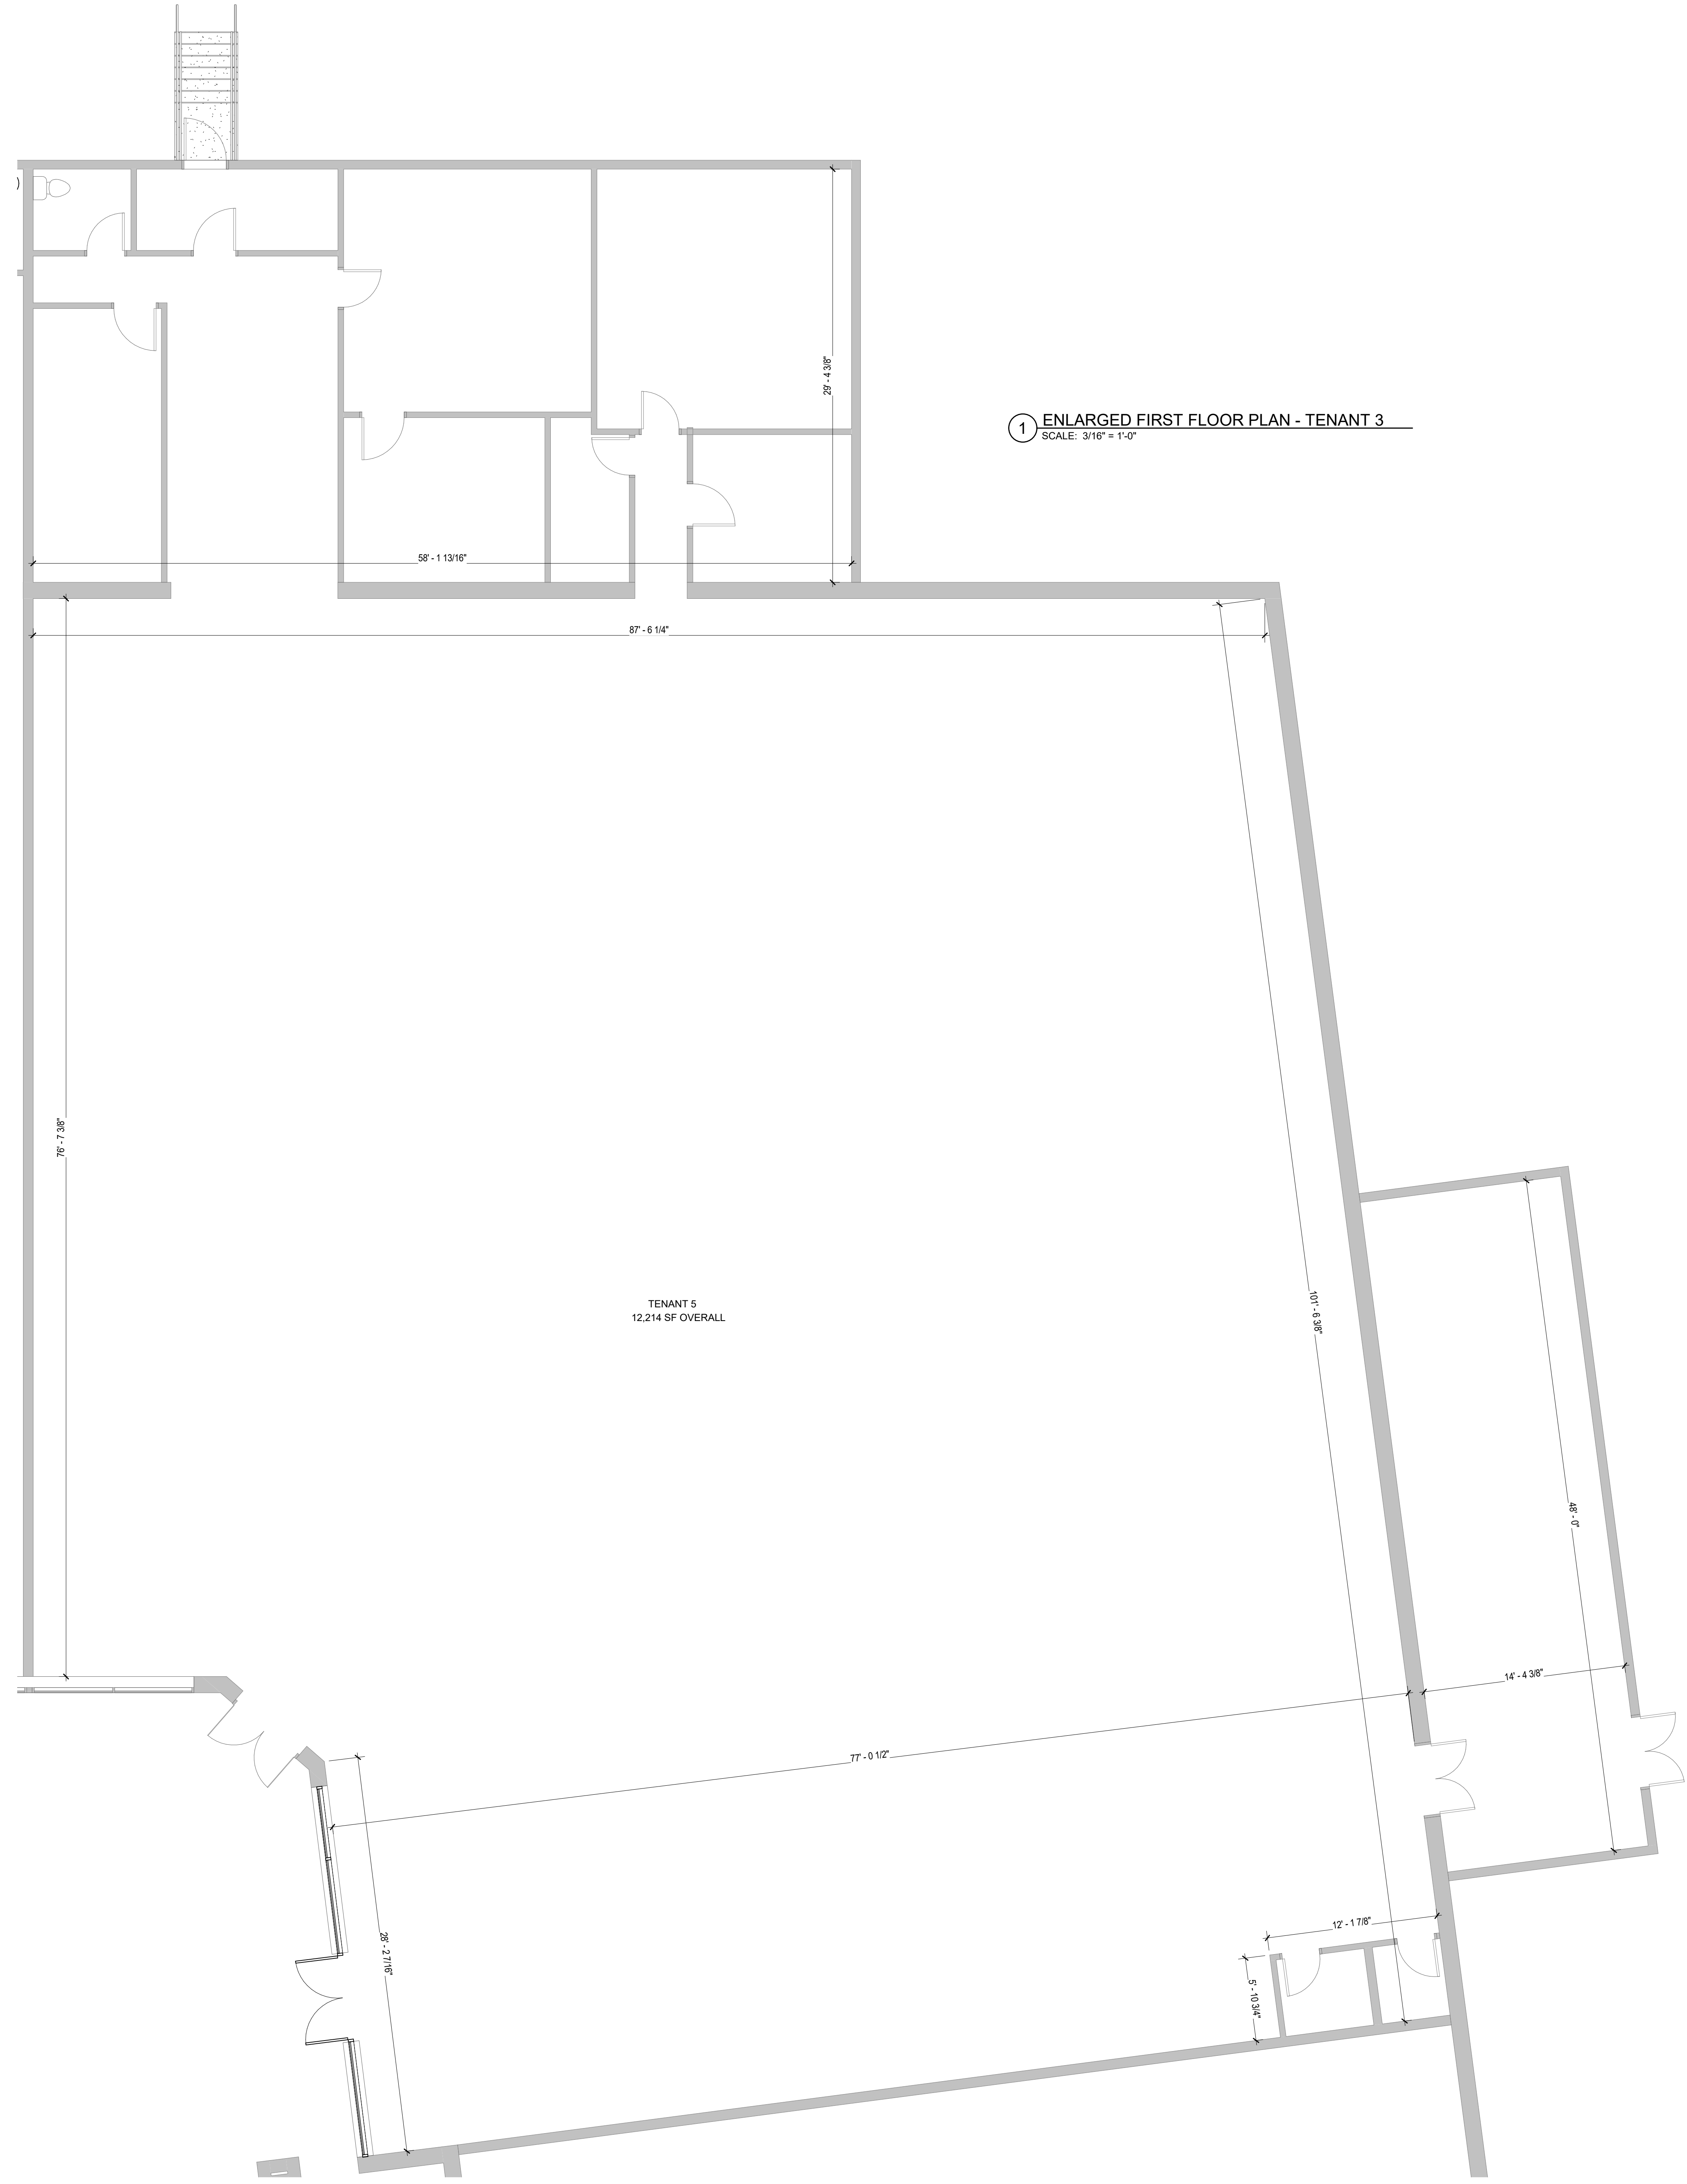 29' - 4 3/8"
1
ENLARGED FIRST FLOOR PLAN - TENANT 3
SCALE: 3/16" = 1'-0"
58' - 1 13/16"
87' - 6 1/4"
76' - 7 3/8"
TENANT 5
12,214 SF OVERALL
101' - 6 3/8"
48' - 0"
14' - 4 3/8"
77' - 0 1/2"
12' - 1 7/8"
28' - 2 7/16"
5' - 10 3/4"